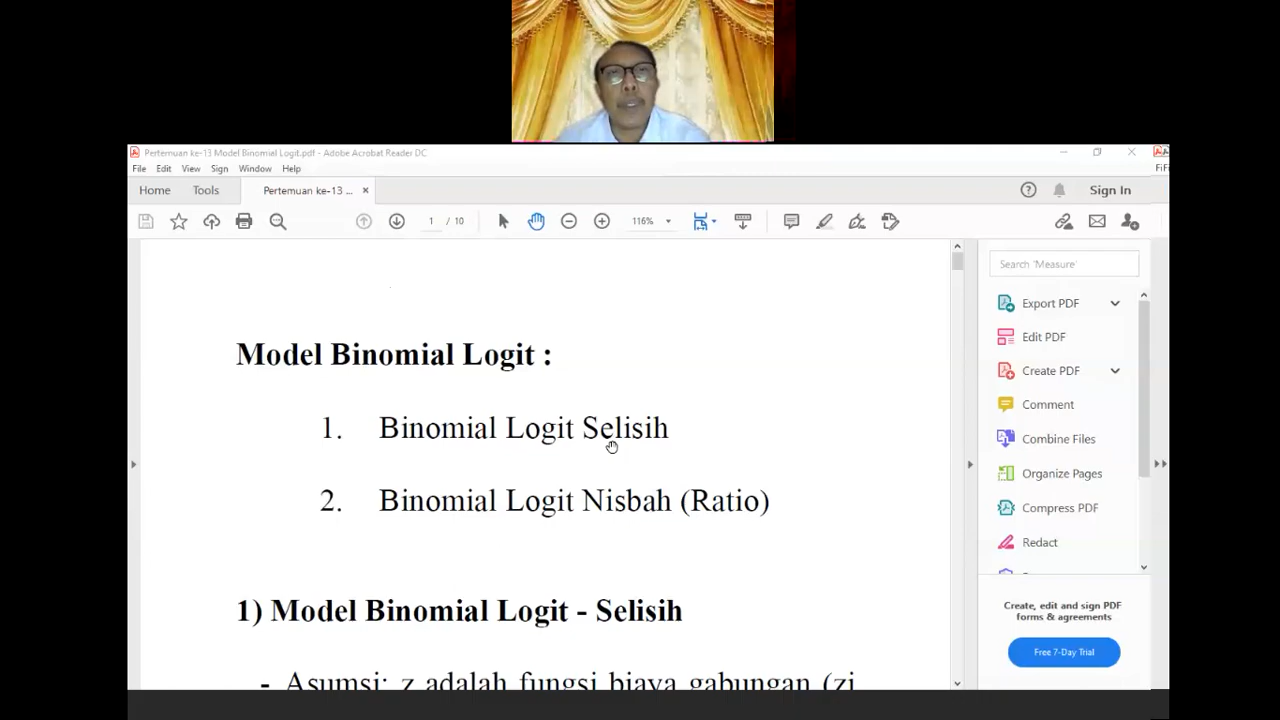 Pertemuan ke-13 Model Binomial Logit.pdf - Adobe Acrobat Reader DC
File Edit View Sign Window Help
FiFi
Home Tools Pertemuan ke-13 ... × Sign In
1 / 10 116%
Model Binomial Logit :
1. Binomial Logit Selisih
2. Binomial Logit Nisbah (Ratio)
1) Model Binomial Logit - Selisih
- Asumsi: z adalah fungsi biaya gabungan (zi
Search 'Measure'
Export PDF
Edit PDF
Create PDF
Comment
Combine Files
Organize Pages
Compress PDF
Redact
Create, edit and sign PDF
forms & agreements
Free 7-Day Trial